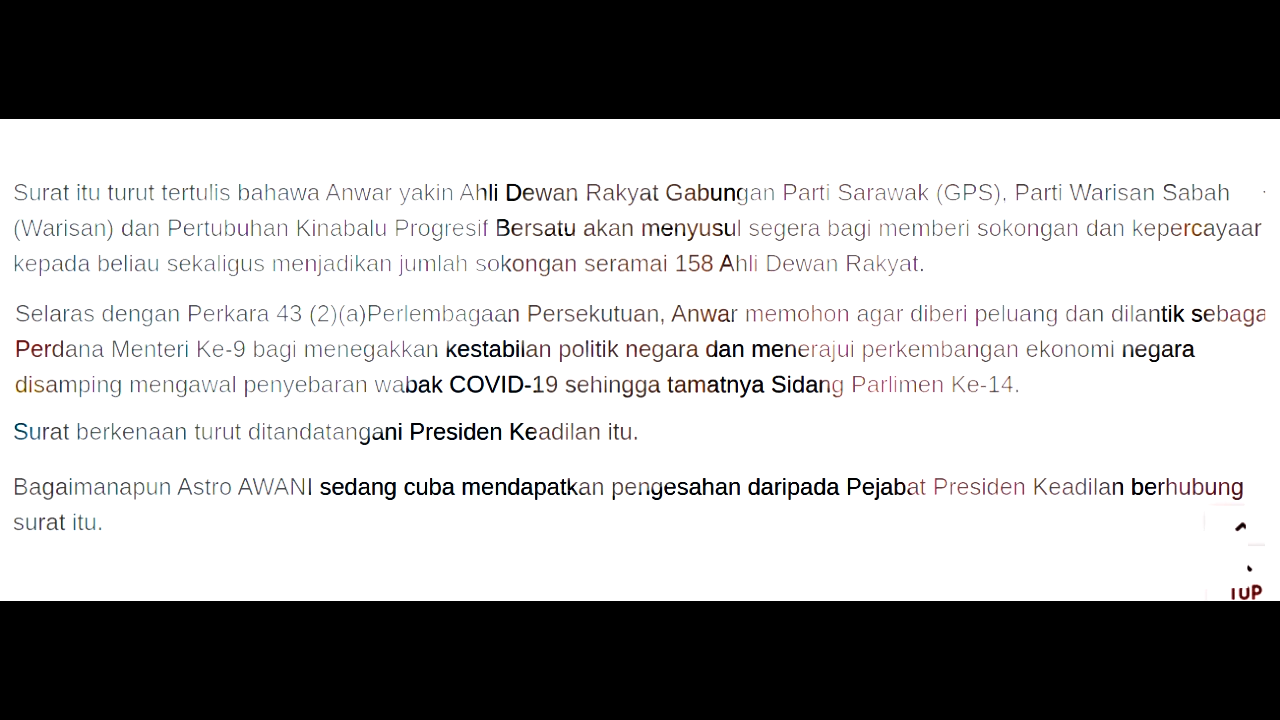 Surat itu turut tertulis bahawa Anwar yakin Ahli Dewan Rakyat Gabungan Parti Sarawak (GPS), Parti Warisan Sabah
(Warisan) dan Pertubuhan Kinabalu Progresif Bersatu akan menyusul segera bagi memberi sokongan dan kepercayaar
kepada beliau sekaligus menjadikan jumlah sokongan seramai 158 Ahli Dewan Rakyat.
Selaras dengan Perkara 43 (2)(a)Perlembagaan Persekutuan, Anwar memohon agar diberi peluang dan dilantik sebaga
Perdana Menteri Ke-9 bagi menegakkan kestabilan politik negara dan menerajui perkembangan ekonomi negara
disamping mengawal penyebaran wabak COVID-19 sehingga tamatnya Sidang Parlimen Ke-14.
Surat berkenaan turut ditandatangani Presiden Keadilan itu.
Bagaimanapun Astro AWANI sedang cuba mendapatkan pengesahan daripada Pejabat Presiden Keadilan berhubung
surat itu.